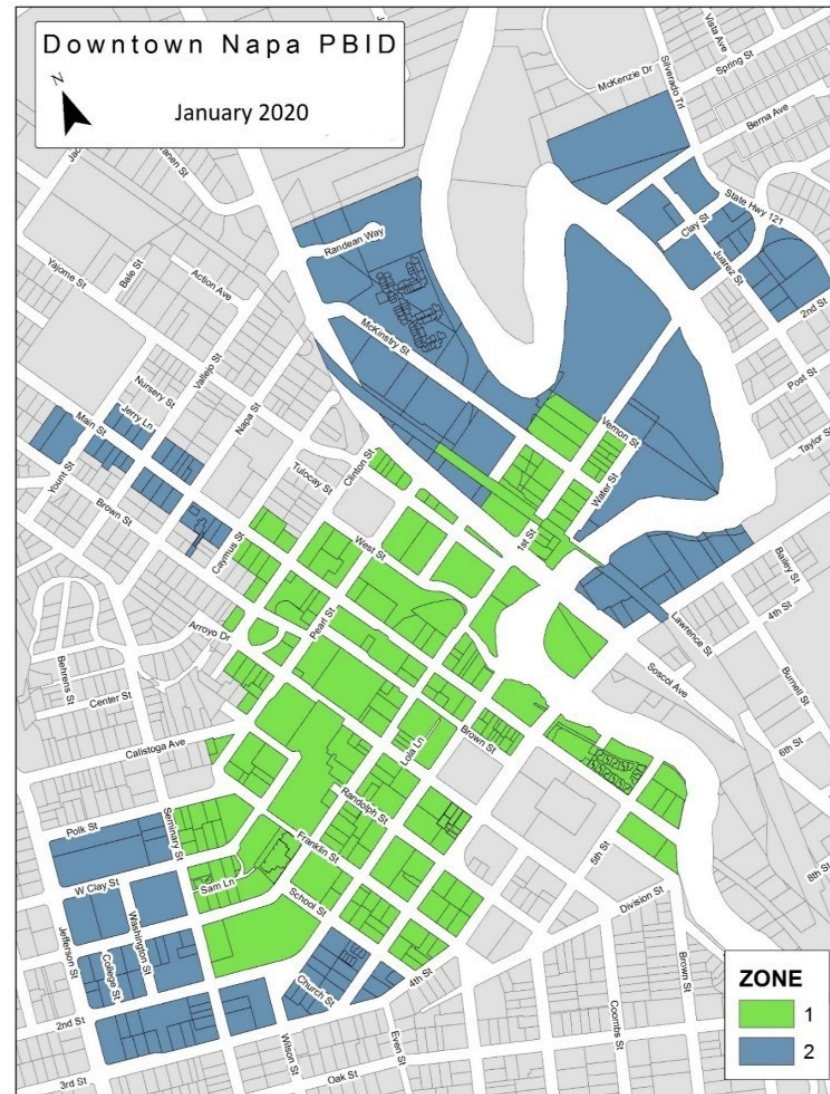 Downtown Napa PBID
N
January 2020
McKenzie Dr
Vista Ave
Silverado Trl
Spring St
Berna Ave
State Hwy 121
Clay St
Juarez St
2nd St
Post St
Randean Way
McKinstry St
Yajome St
Bale St
Action Ave
Vallejo St
Nursery St
Napa St
Jerry Ln
Main St
Yount St
Brown St
Tulocay St
Clinton St
Caymus St
West St
Vernon St
Water St
1st St
Pearl St
Arroyo Dr
Behrens St
Center St
Calistoga Ave
Lola Ln
Brown St
Bailey St
4th St
Lawrence St
Soscol Ave
Burnell St
6th St
8th St
Randolph St
Franklin St
School St
Seminary St
Polk St
W Clay St
Sam Ln
Jefferson St
College St
Washington St
Church St
4th St
5th St
Division St
Brown St
Coombs St
2nd St
3rd St
Wilson St
Even St
Oak St
ZONE
1
2